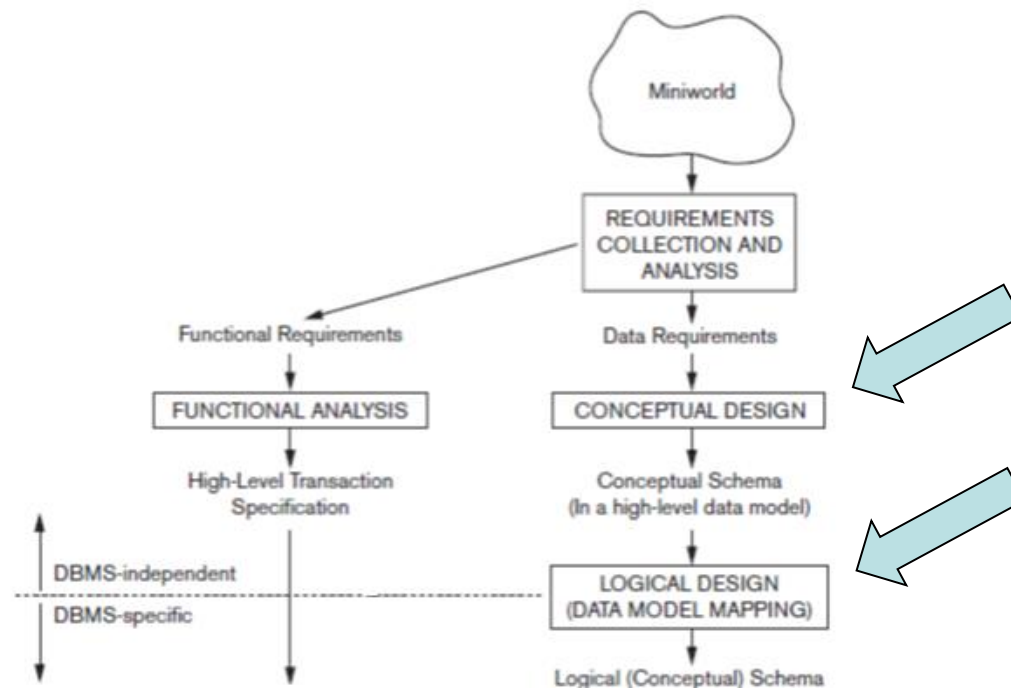 Miniworld
REQUIREMENTS
COLLECTION AND
ANALYSIS
Functional Requirements
Data Requirements
FUNCTIONAL ANALYSIS
CONCEPTUAL DESIGN
High-Level Transaction
Specification
Conceptual Schema
(In a high-level data model)
DBMS-independent
DBMS-specific
LOGICAL DESIGN
(DATA MODEL MAPPING)
Logical (Conceptual) Schema